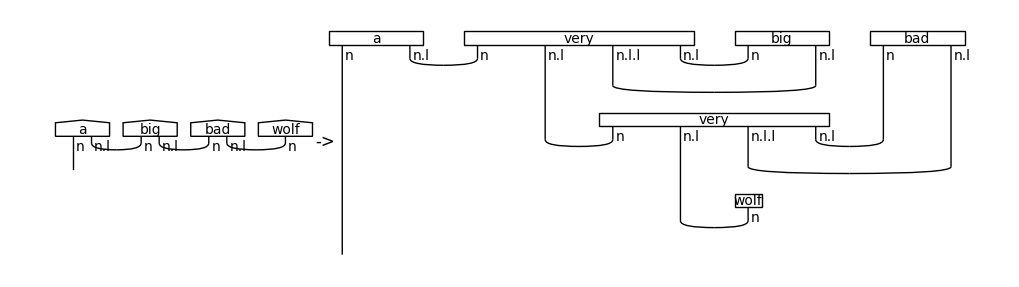 a very big bad
n n.l n n.l n.l.l n.l n n.l n n.l
a big bad wolf very
n n.l n n.l n n.l n -> n n.l n.l.l n.l
wolf
n